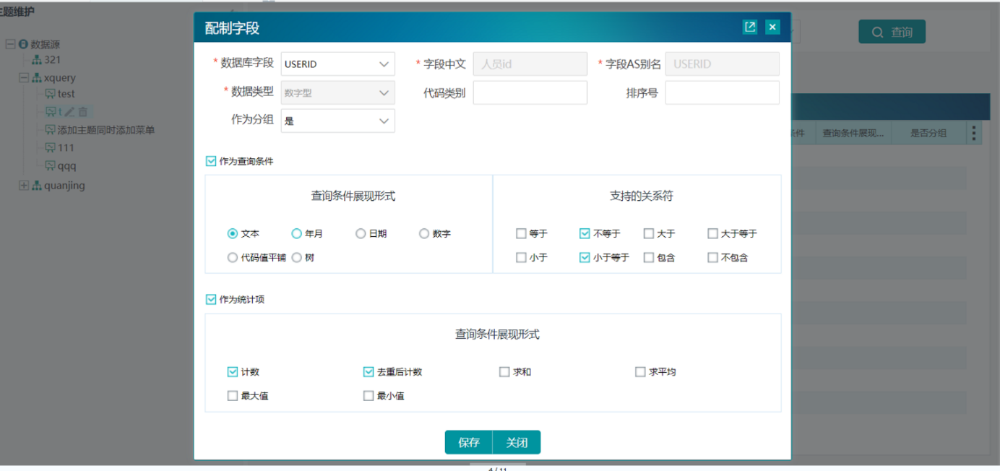 主题维护
数据源
321
xquery
test
t
添加主题同时添加菜单
111
qqq
quanjing
查询
条件 查询条件展现... 是否分组
配制字段
* 数据库字段 USERID * 字段中文 人员id * 字段AS别名 USERID
* 数据类型 数字型 代码类别 排序号
作为分组 是
作为查询条件
查询条件展现形式
文本 年月 日期 数字
代码值平铺 树
支持的关系符
等于 不等于 大于 大于等于
小于 小于等于 包含 不包含
作为统计项
查询条件展现形式
计数 去重后计数 求和 求平均
最大值 最小值
保存 关闭
4 / 11